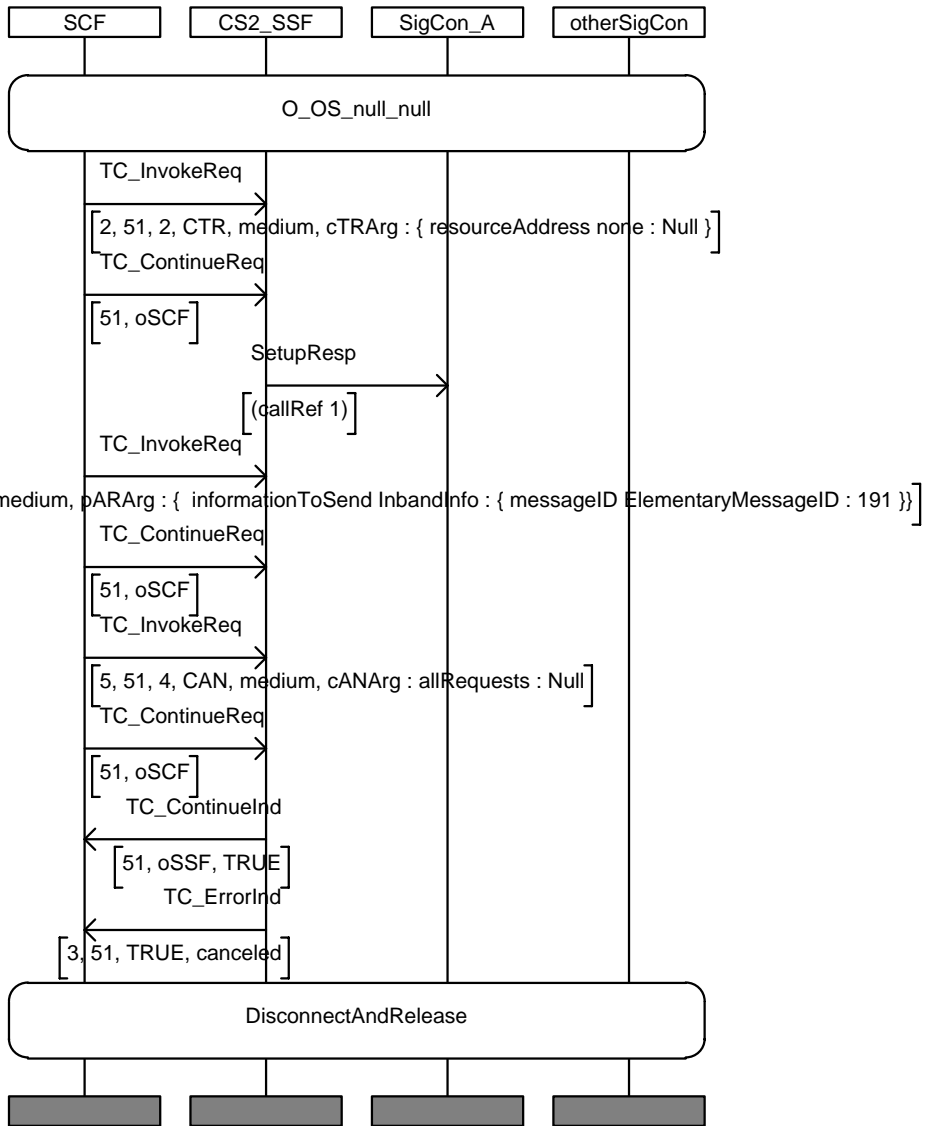 SCF CS2_SSF SigCon_A otherSigCon
O_OS_null_null
TC_InvokeReq
2, 51, 2, CTR, medium, cTRArg : { resourceAddress none : Null }
TC_ContinueReq
51, oSCF
SetupResp
(callRef 1)
TC_InvokeReq
medium, pARArg : { informationToSend InbandInfo : { messageID ElementaryMessageID : 191 }}
TC_ContinueReq
51, oSCF
TC_InvokeReq
5, 51, 4, CAN, medium, cANArg : allRequests : Null
TC_ContinueReq
51, oSCF
TC_ContinueInd
51, oSSF, TRUE
TC_ErrorInd
3, 51, TRUE, canceled
DisconnectAndRelease